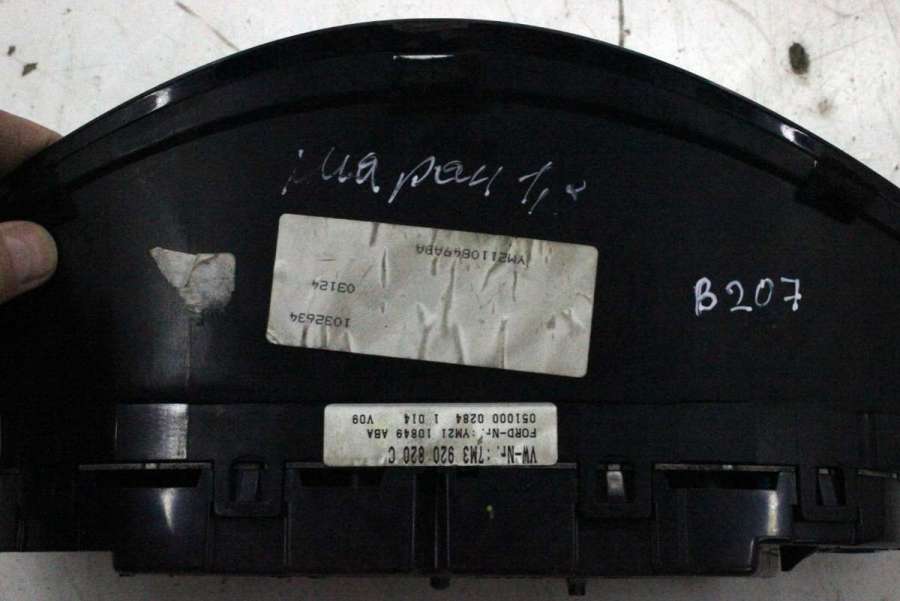 шаран 1,8
YM2110849ABA
03124
1032634
B207
VW-Nr.:7M3 920 820 C
FORD-Nr.:YM21 10849 ABA
051000 0284 1 014 V09